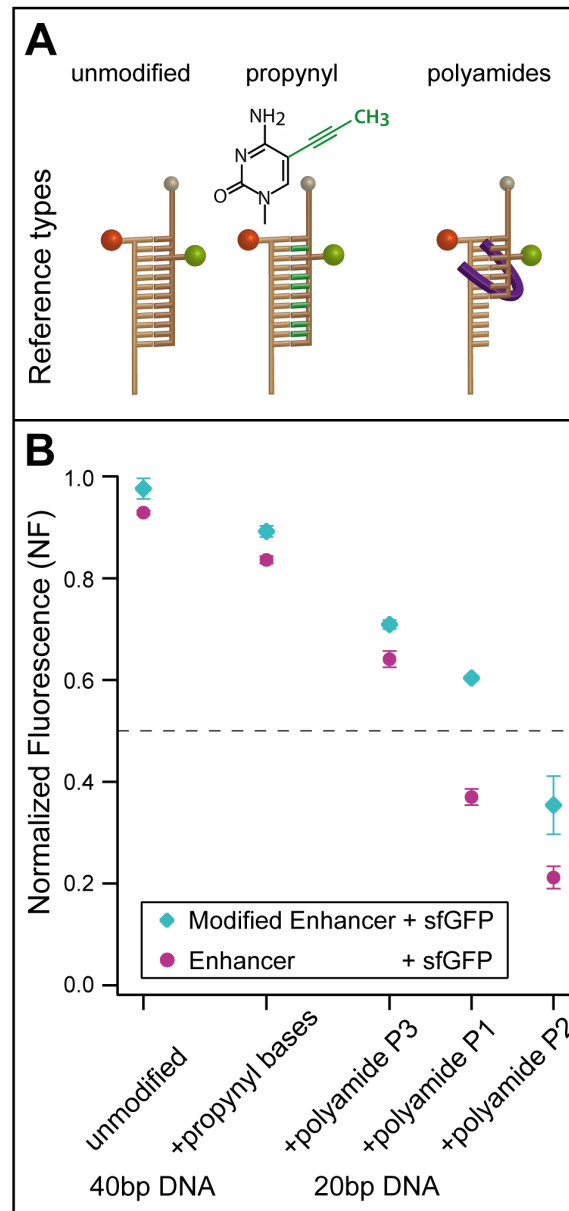 A
unmodified propynyl polyamides
NH2
CH3
N
O
N
Reference types
B
Normalized Fluorescence (NF)
1.0
0.8
0.6
0.4
0.2
0.0
Modified Enhancer + sfGFP
Enhancer + sfGFP
unmodified
+propynyl bases
+polyamide P3
+polyamide P1
+polyamide P2
40bp DNA 20bp DNA